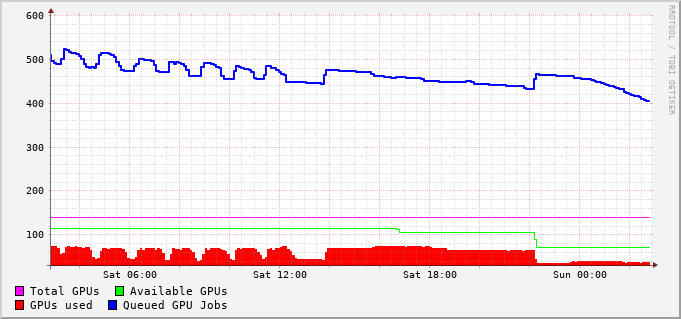 600
500
400
300
200
100
Sat 06:00 Sat 12:00 Sat 18:00 Sun 00:00
Total GPUs Available GPUs
GPUs used Queued GPU Jobs
RRDTOOL / TOBI OETIKER